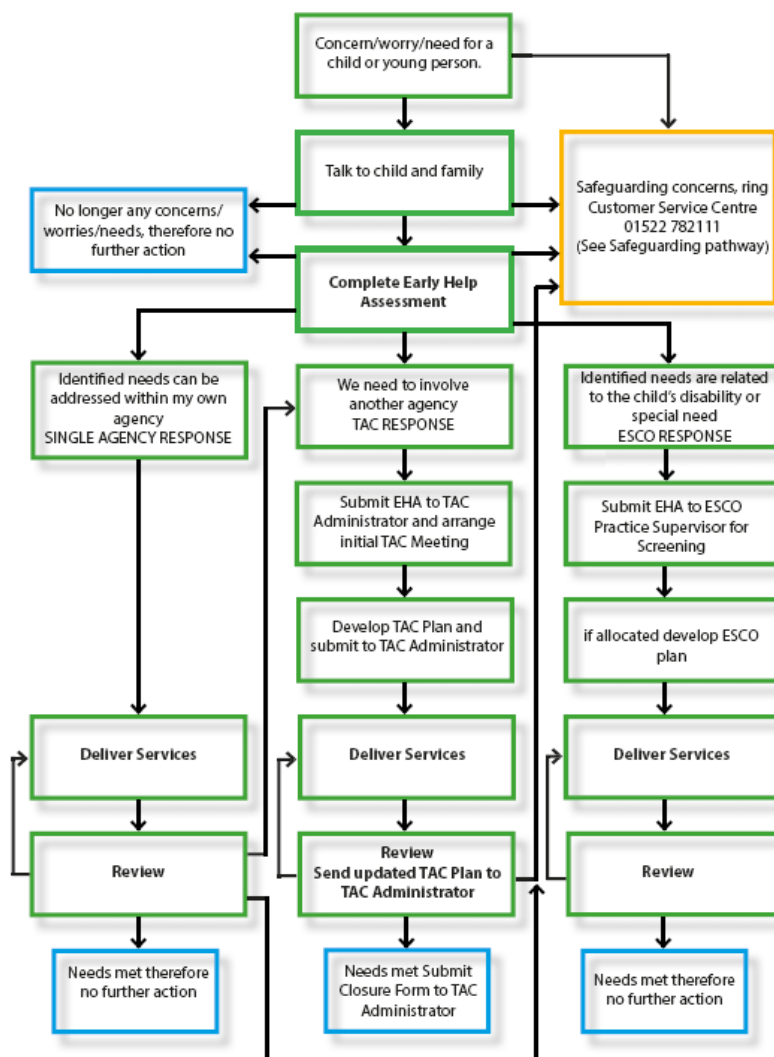 Concern/worry/need for a
child or young person.
Talk to child and family
No longer any concerns/
worries/needs, therefore no
further action
Safeguarding concerns, ring
Customer Service Centre
01522 782111
(See Safeguarding pathway)
Complete Early Help
Assessment
Identified needs can be
addressed within my own
agency
SINGLE AGENCY RESPONSE
We need to involve
another agency
TAC RESPONSE
Identified needs are related
to the child's disability or
special need
ESCO RESPONSE
Submit EHA to TAC
Administrator and arrange
initial TAC Meeting
Submit EHA to ESCO
Practice Supervisor for
Screening
Develop TAC Plan and
submit to TAC Administrator
if allocated develop ESCO
plan
Deliver Services
Deliver Services
Deliver Services
Review
Review
Send updated TAC Plan to
TAC Administrator
Review
Needs met therefore
no further action
Needs met Submit
Closure Form to TAC
Administrator
Needs met therefore
no further action